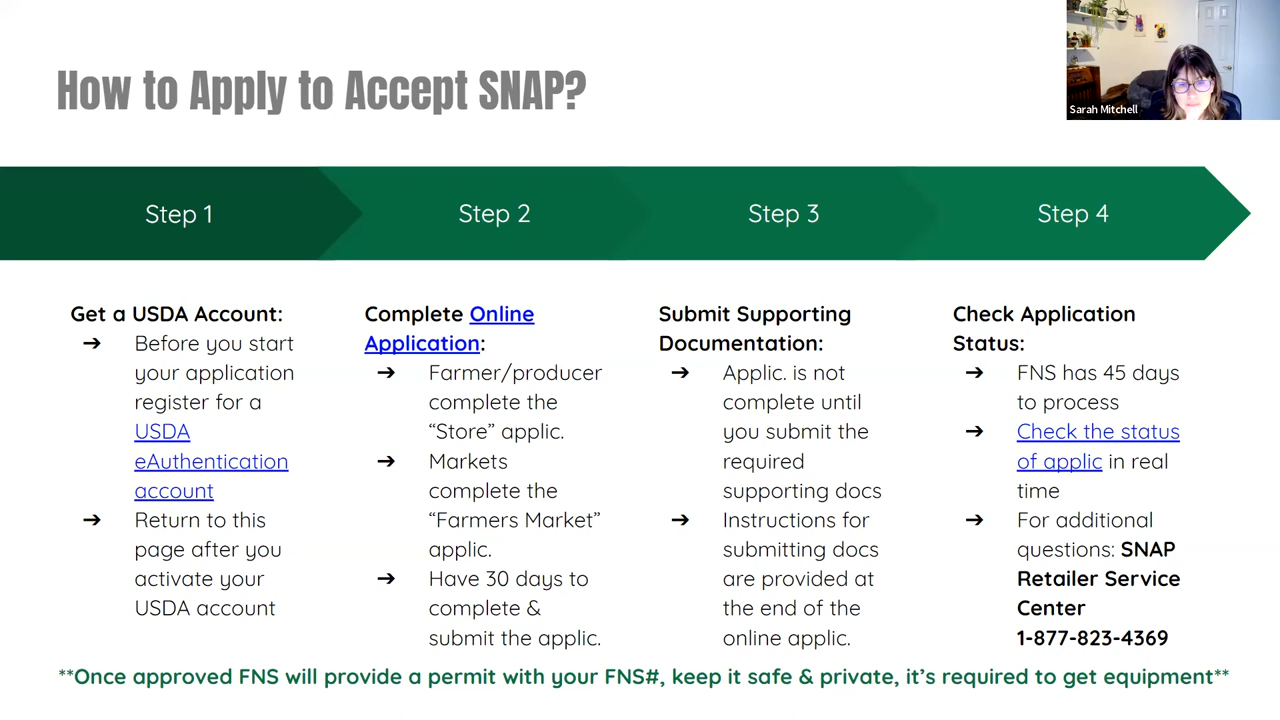 How to Apply to Accept SNAP?
Sarah Mitchell
Step 1
Step 2
Step 3
Step 4
Get a USDA Account:
➔ Before you start
your application
register for a
USDA
eAuthentication
account
➔ Return to this
page after you
activate your
USDA account
Complete Online
Application:
➔ Farmer/producer
complete the
“Store” applic.
➔ Markets
complete the
“Farmers Market”
applic.
➔ Have 30 days to
complete &
submit the applic.
Submit Supporting
Documentation:
➔ Applic. is not
complete until
you submit the
required
supporting docs
➔ Instructions for
submitting docs
are provided at
the end of the
online applic.
Check Application
Status:
➔ FNS has 45 days
to process
➔ Check the status
of applic in real
time
➔ For additional
questions: SNAP
Retailer Service
Center
1-877-823-4369
**Once approved FNS will provide a permit with your FNS#, keep it safe & private, it’s required to get equipment**